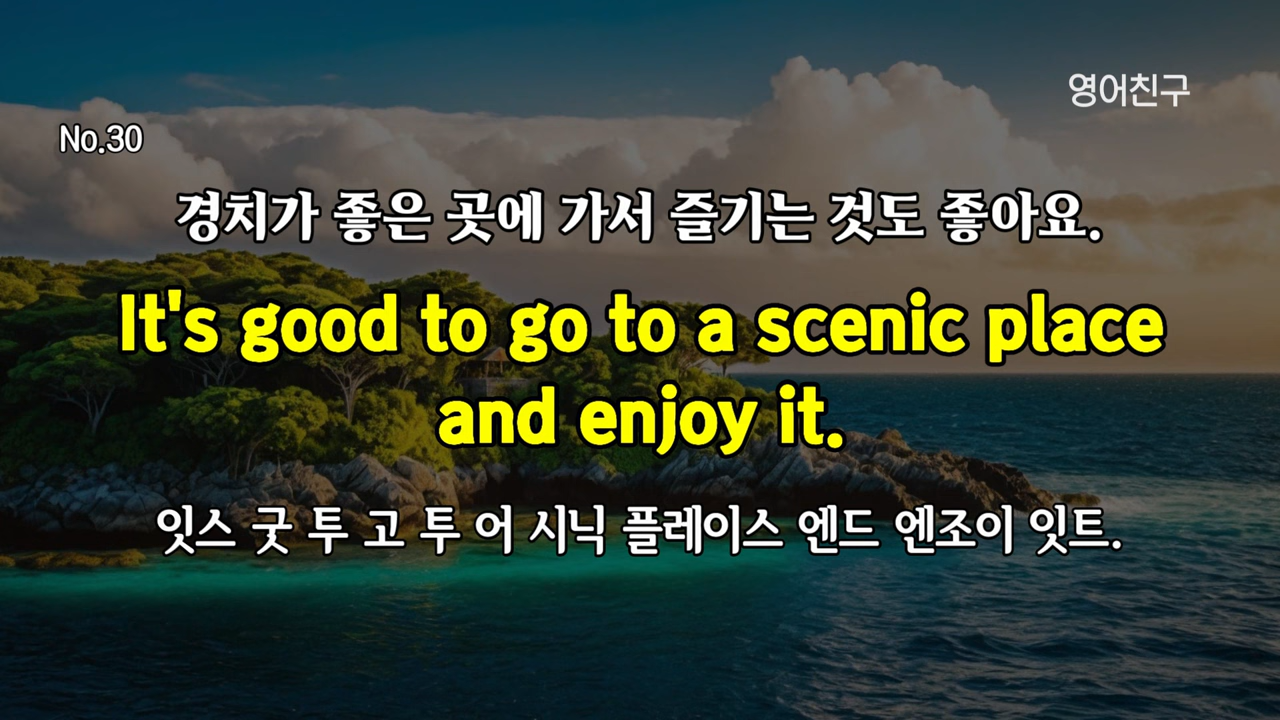 영어친구
No.30
경치가 좋은 곳에 가서 즐기는 것도 좋아요.
It's good to go to a scenic place
and enjoy it.
잇스 굿 투 고 투 어 시닉 플레이스 엔드 엔조이 잇트.